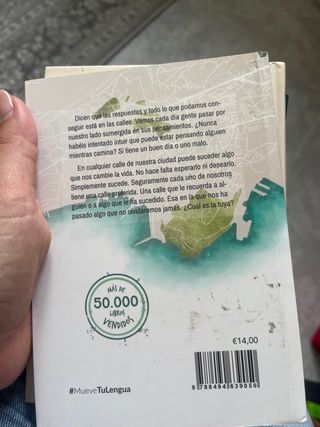 Dicen que las respuestas y todo lo que podamos con-
seguir está en las calles. Vemos cada día gente pasar por
nuestro lado sumergida en sus pensamientos. ¿Nunca
habéis intentado intuir que puede estar pensando alguien
mientras camina? Si tiene un buen día o uno malo.
En cualquier calle de nuestra ciudad puede suceder algo
que nos cambie la vida. No hace falta esperarlo ni desearlo.
Simplemente sucede. Seguramente cada uno de nosotros
tiene una calle preferida. Una calle que le recuerda a al-
guien o a algo que le ha sucedido. Esa en la que nos ha
pasado algo que no olvidaremos jamás. ¿Cuál es la tuya?
MÁS DE
50.000
LIBROS
VENDIDOS
€14,00
9 788494 639050
#MueveTuLengua